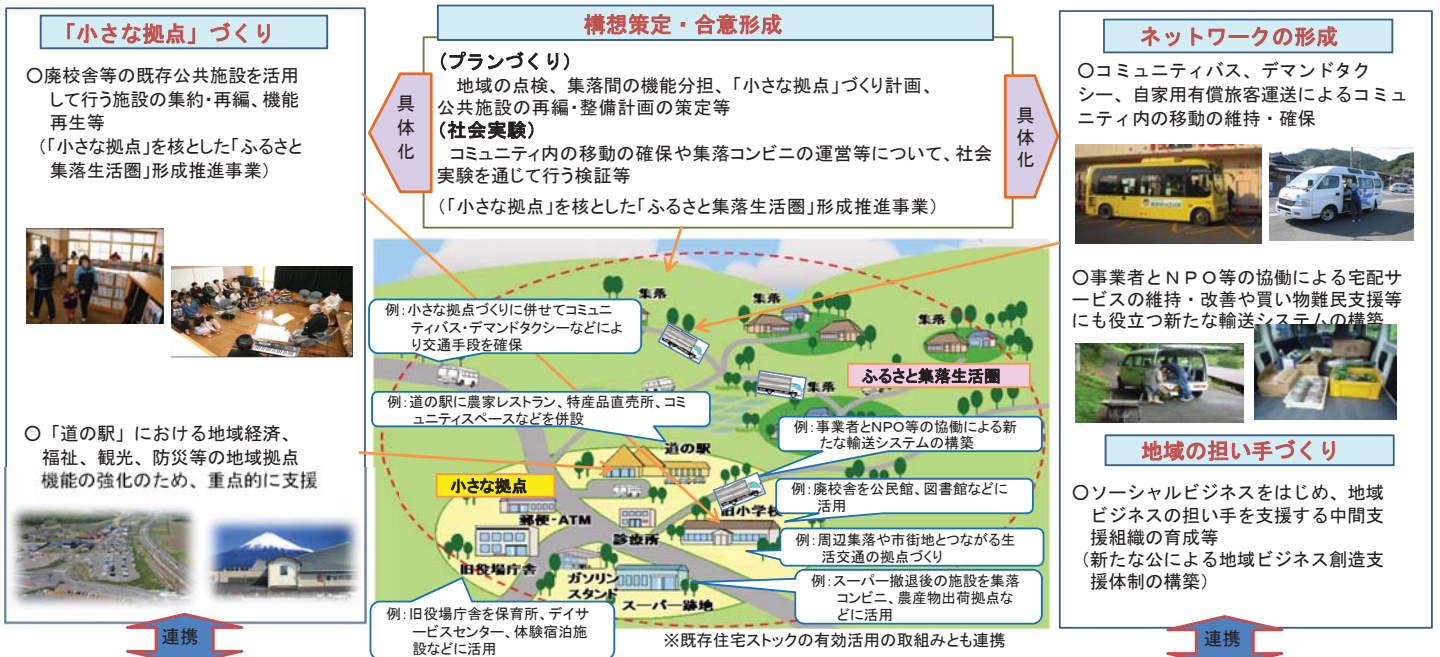 「小さな拠点」づくり
〇廃校舎等の既存公共施設を活用
して行う施設の集約・再編、機能
再生等
（「小さな拠点」を核とした「ふるさと
集落生活圏」形成推進事業）
〇「道の駅」における地域経済、
福祉、観光、防災等の地域拠点
機能の強化のため、重点的に支援
連携
構想策定・合意形成
具体化
（プランづくり）
地域の点検、集落間の機能分担、「小さな拠点」づくり計画、
公共施設の再編・整備計画の策定等
（社会実験）
コミュニティ内の移動の確保や集落コンビニの運営等について、社会
実験を通じて行う検証等
（「小さな拠点」を核とした「ふるさと集落生活圏」形成推進事業）
具体化
集落
集落
集落
集落
例：小さな拠点づくりに併せてコミュニ
ティバス・デマンドタクシーなどによ
り交通手段を確保
ふるさと集落生活圏
例：道の駅に農家レストラン、特産品直売所、コミ
ュニティスペースなどを併設
例：事業者とNPO等の協働による新
たな輸送システムの構築
道の駅
小さな拠点
例：廃校舎を公民館、図書館などに
活用
旧小学校
郵便・ATM
診療所
例：周辺集落や市街地とつながる生
活交通の拠点づくり
旧役場庁舎
ガソリン
スタンド
スーパー跡地
例：スーパー撤退後の施設を集落
コンビニ、農産物出荷拠点な
どに活用
例：旧役場庁舎を保育所、デイサ
ービスセンター、体験宿泊施
設などに活用
※既存住宅ストックの有効活用の取組みとも連携
ネットワークの形成
〇コミュニティバス、デマンドタク
シー、自家用有償旅客運送によるコミュ
ニティ内の移動の維持・確保
〇事業者とＮＰＯ等の協働による宅配サ
ービスの維持・改善や買い物難民支援等
にも役立つ新たな輸送システムの構築
地域の担い手づくり
〇ソーシャルビジネスをはじめ、地域
ビジネスの担い手を支援する中間支
援組織の育成等
（新たな公による地域ビジネス創造支
援体制の構築）
連携